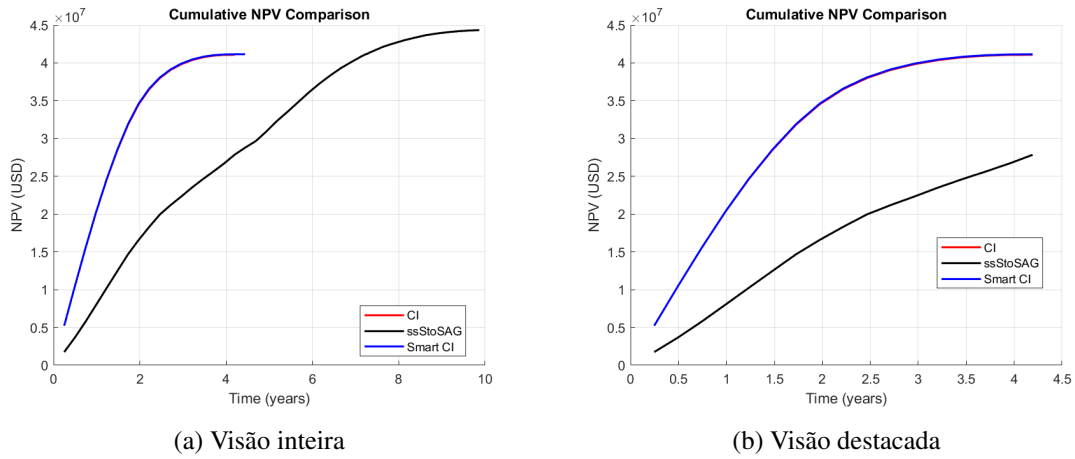 Cumulative NPV Comparison
×10⁷
4.5
4
3.5
3
2.5
2
1.5
1
0.5
0
NPV (USD)
0 2 4 6 8 10
Time (years)
CI
ssStoSAG
Smart CI
(a) Visão inteira
Cumulative NPV Comparison
×10⁷
4.5
4
3.5
3
2.5
2
1.5
1
0.5
0
NPV (USD)
0 0.5 1 1.5 2 2.5 3 3.5 4 4.5
Time (years)
CI
ssStoSAG
Smart CI
(b) Visão destacada